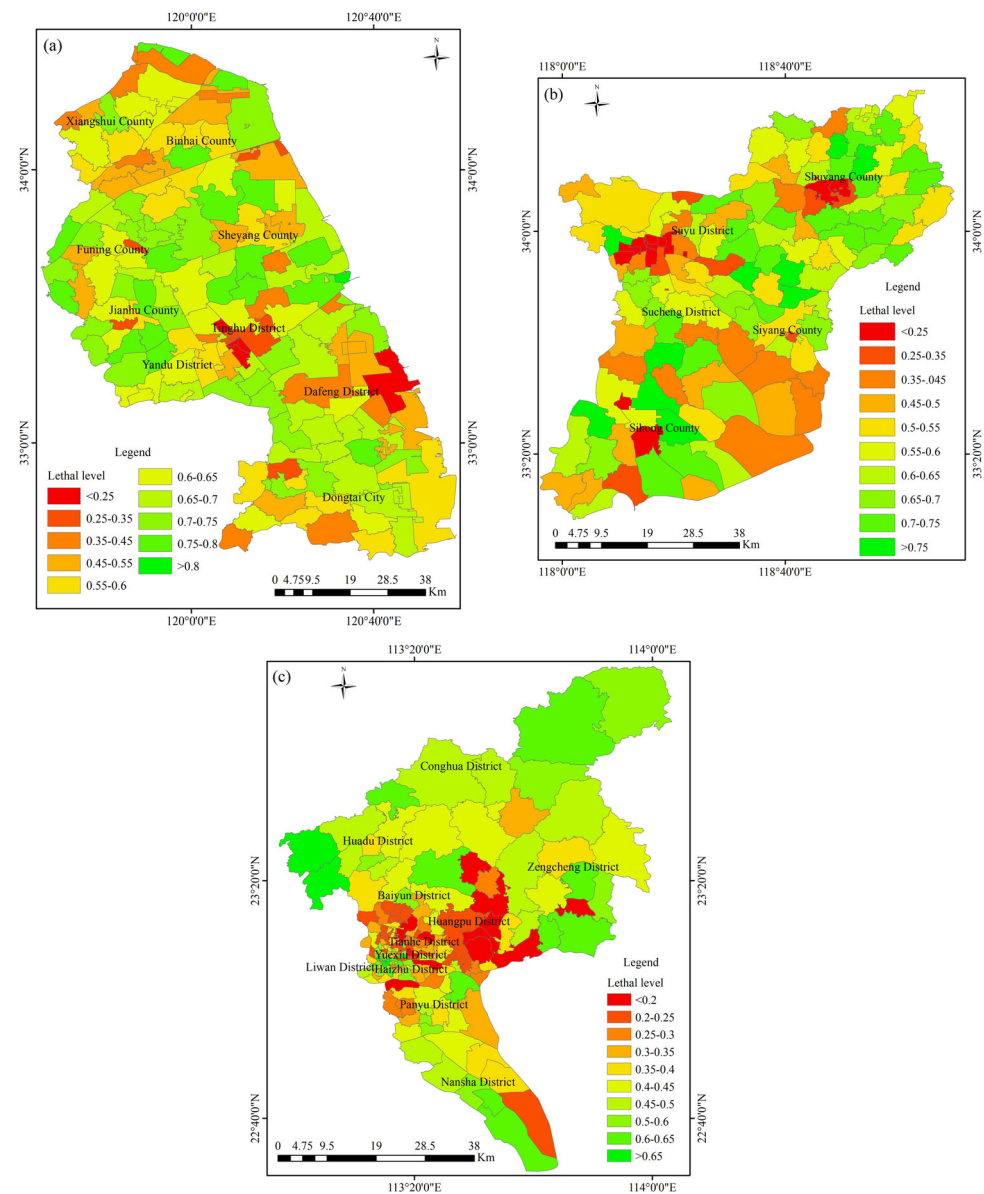 120°0'0"E 120°40'0"E
(a)
N
Xiangshui County
Binhai County
34°0'0"N
34°0'0"N
Sheyang County
Funing County
Jianhu County
Tinghu District
Yandu District
Dafeng District
33°0'0"N
33°0'0"N
Dongtai City
Legend
Lethal level
<0.25
0.25-0.35
0.35-0.45
0.45-0.55
0.55-0.6
0.6-0.65
0.65-0.7
0.7-0.75
0.75-0.8
>0.8
0 4.759.5 19 28.5 38
Km
120°0'0"E 120°40'0"E
118°0'0"E 118°40'0"E
(b)
N
Shuyang County
34°0'0"N
34°0'0"N
Suyu District
Sucheng District
Siyang County
Sihong County
33°20'0"N
33°20'0"N
Legend
Lethal level
<0.25
0.25-0.35
0.35-.045
0.45-0.5
0.5-0.55
0.55-0.6
0.6-0.65
0.65-0.7
0.7-0.75
>0.75
0 4.75 9.5 19 28.5 38
Km
118°0'0"E 118°40'0"E
113°20'0"E 114°0'0"E
(c)
N
Conghua District
Huadu District
Zengcheng District
23°20'0"N
23°20'0"N
Baiyun District
Huangpu District
Tianhe District
Yuexiu District
Liwan District
Haizhu District
Panyu District
Nansha District
22°40'0"N
22°40'0"N
Legend
Lethal level
<0.2
0.2-0.25
0.25-0.3
0.3-0.35
0.35-0.4
0.4-0.45
0.45-0.5
0.5-0.6
0.6-0.65
>0.65
0 4.75 9.5 19 28.5 38
Km
113°20'0"E 114°0'0"E